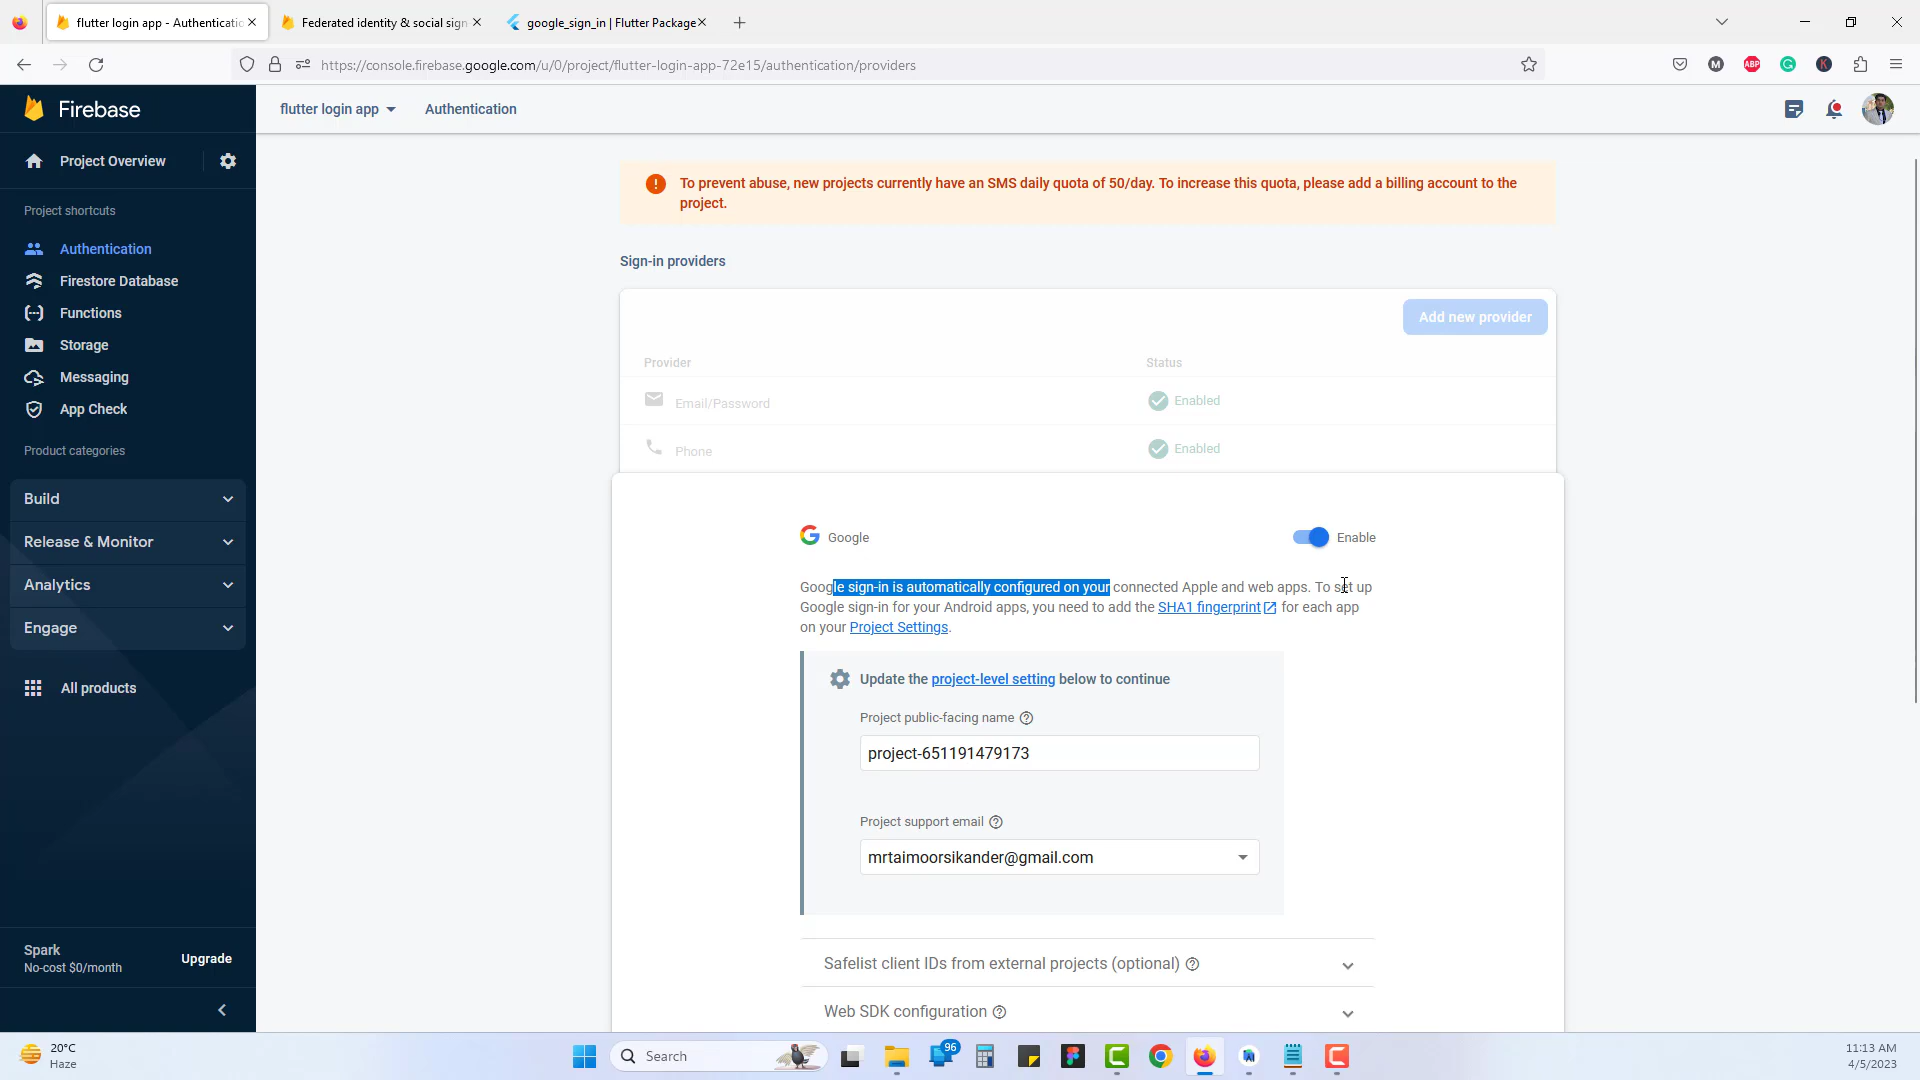 flutter login app - Authenticatio
Federated identity & social sign
google_sign_in | Flutter Package
https://console.firebase.google.com/u/0/project/flutter-login-app-72e15/authentication/providers
M
ABP
K
Firebase
flutter login app
Authentication
Project Overview
Project shortcuts
Authentication
Firestore Database
Functions
Storage
Messaging
App Check
Product categories
Build
Release & Monitor
Analytics
Engage
All products
Spark
No-cost $0/month
Upgrade
To prevent abuse, new projects currently have an SMS daily quota of 50/day. To increase this quota, please add a billing account to the
project.
Sign-in providers
Add new provider
Provider Status
Email/Password Enabled
Phone Enabled
Google Enable
Google sign-in is automatically configured on your connected Apple and web apps. To set up
Google sign-in for your Android apps, you need to add the SHA1 fingerprint for each app
on your Project Settings.
Update the project-level setting below to continue
Project public-facing name
project-651191479173
Project support email
mrtaimoorsikander@gmail.com
Safelist client IDs from external projects (optional)
Web SDK configuration
20°C
Haze
Search
96
11:13 AM
4/5/2023